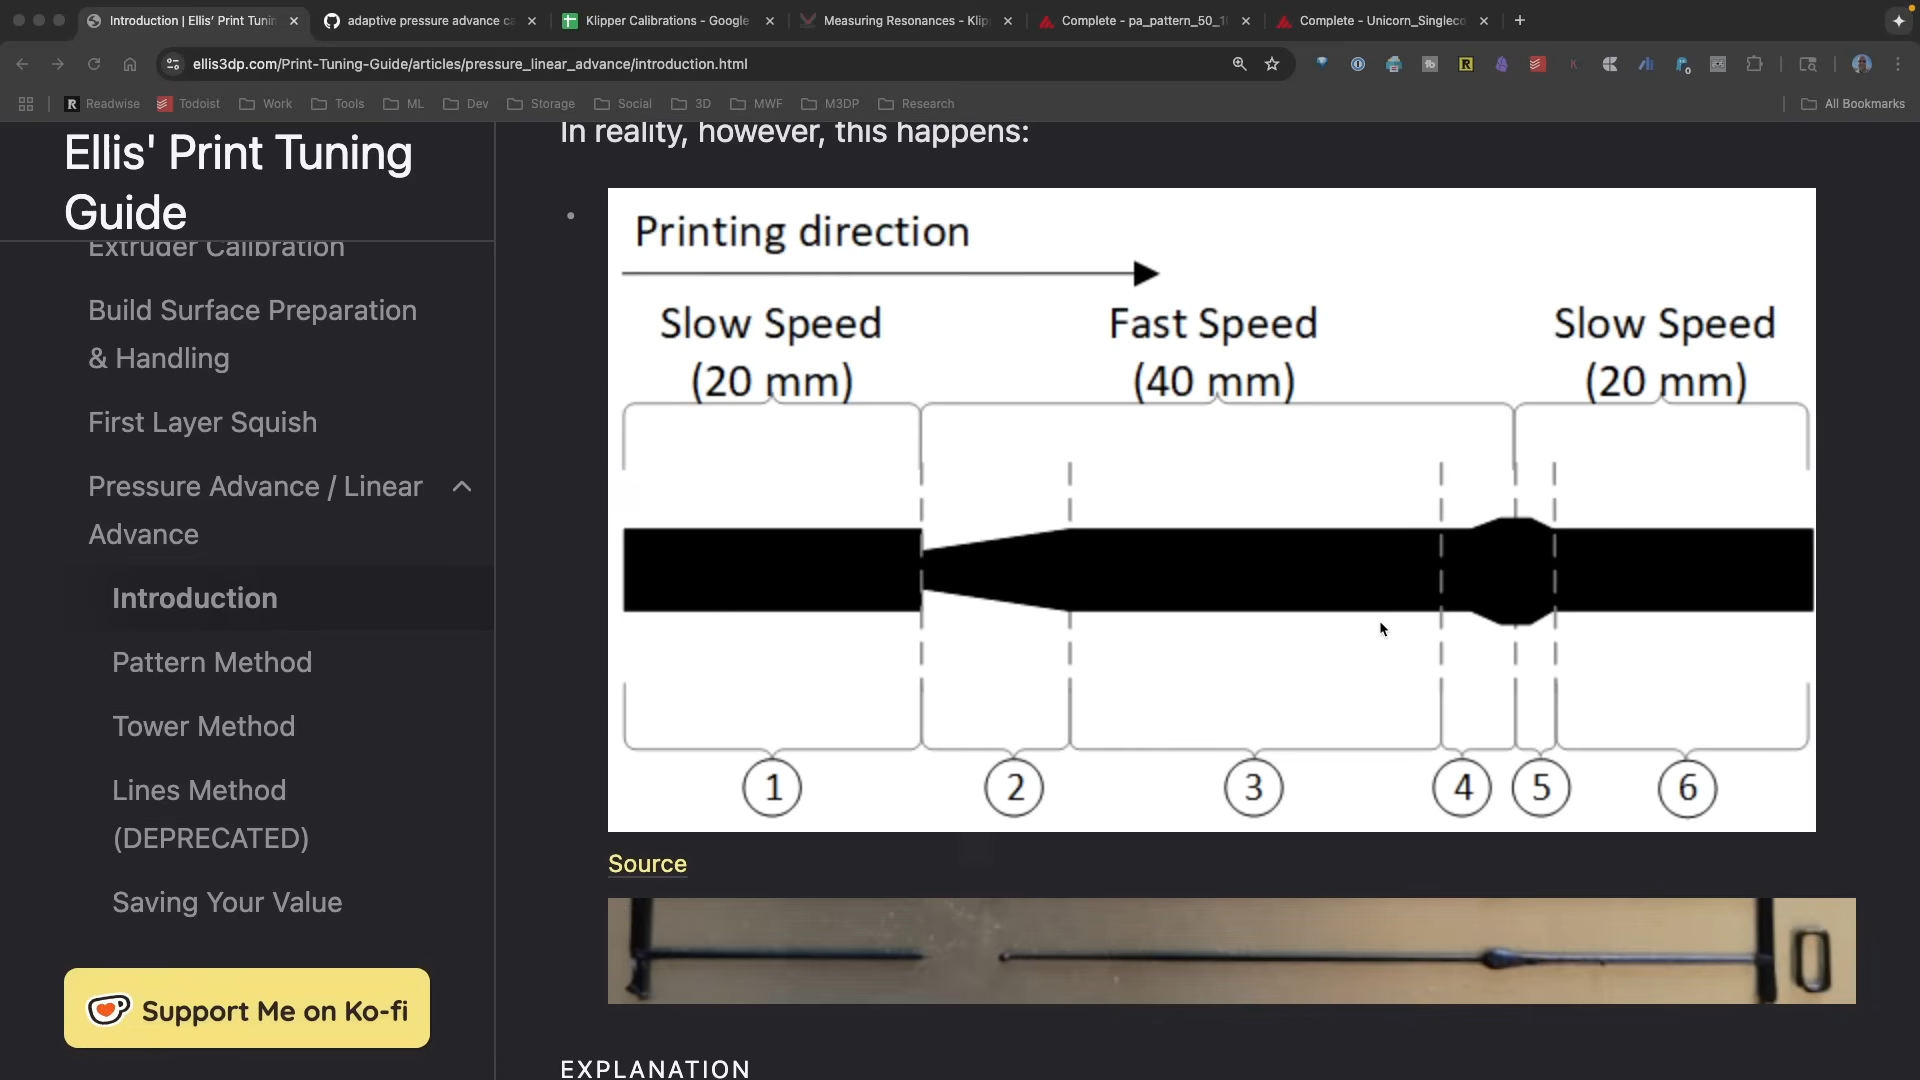 Introduction | Ellis' Print Tunin
adaptive pressure advance c
Klipper Calibrations - Google
Measuring Resonances - Klip
Complete - pa_pattern_50_1
Complete - Unicorn_Singlec
ellis3dp.com/Print-Tuning-Guide/articles/pressure_linear_advance/introduction.html
Readwise
Todoist
Work
Tools
ML
Dev
Storage
Social
3D
MWF
M3DP
Research
All Bookmarks
Ellis' Print Tuning
Guide
Extruder Calibration
Build Surface Preparation
& Handling
First Layer Squish
Pressure Advance / Linear
Advance
Introduction
Pattern Method
Tower Method
Lines Method
(DEPRECATED)
Saving Your Value
Support Me on Ko-fi
In reality, however, this happens:
Printing direction
Slow Speed
(20 mm)
Fast Speed
(40 mm)
Slow Speed
(20 mm)
1
2
3
4
5
6
Source
EXPLANATION